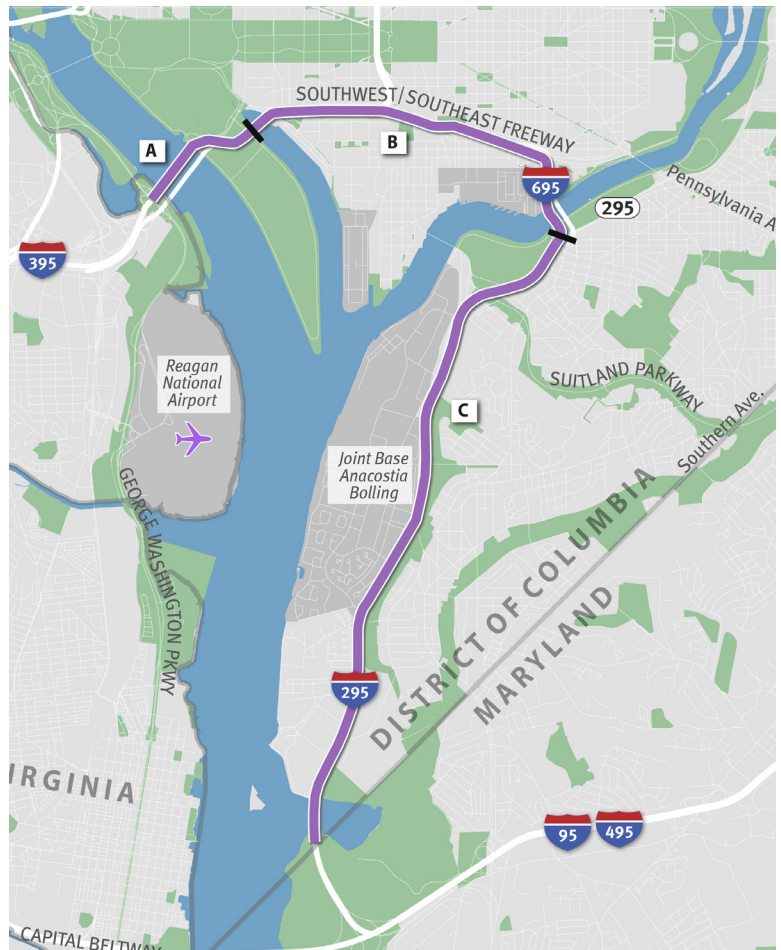 SOUTHWEST/SOUTHEAST FREEWAY
A
B
695
295
Pennsylvania A
395
Reagan
National
Airport
SUITLAND PARKWAY
C
Southern Ave.
Joint Base
Anacostia
Bolling
GEORGE WASHINGTON PKWY
DISTRICT OF COLUMBIA
MARYLAND
295
IRGINIA
95
495
CAPITAL BELTWAY